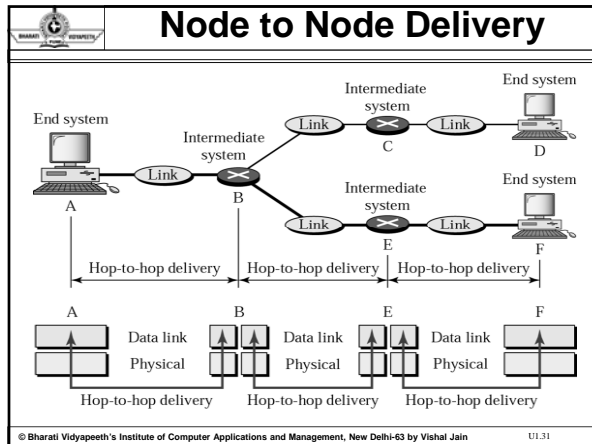 BHARATI VIDYAPEETH
Node to Node Delivery
End system
Intermediate
system
End system
Intermediate
system
Link
Link
C
D
Link
A
B
Intermediate
system
End system
Link
Link
E
F
Hop-to-hop delivery
Hop-to-hop delivery
Hop-to-hop delivery
A
B
E
F
Data link
Data link
Data link
Physical
Physical
Physical
Hop-to-hop delivery
Hop-to-hop delivery
Hop-to-hop delivery
© Bharati Vidyapeeth's Institute of Computer Applications and Management, New Delhi-63 by Vishal Jain
U1.31